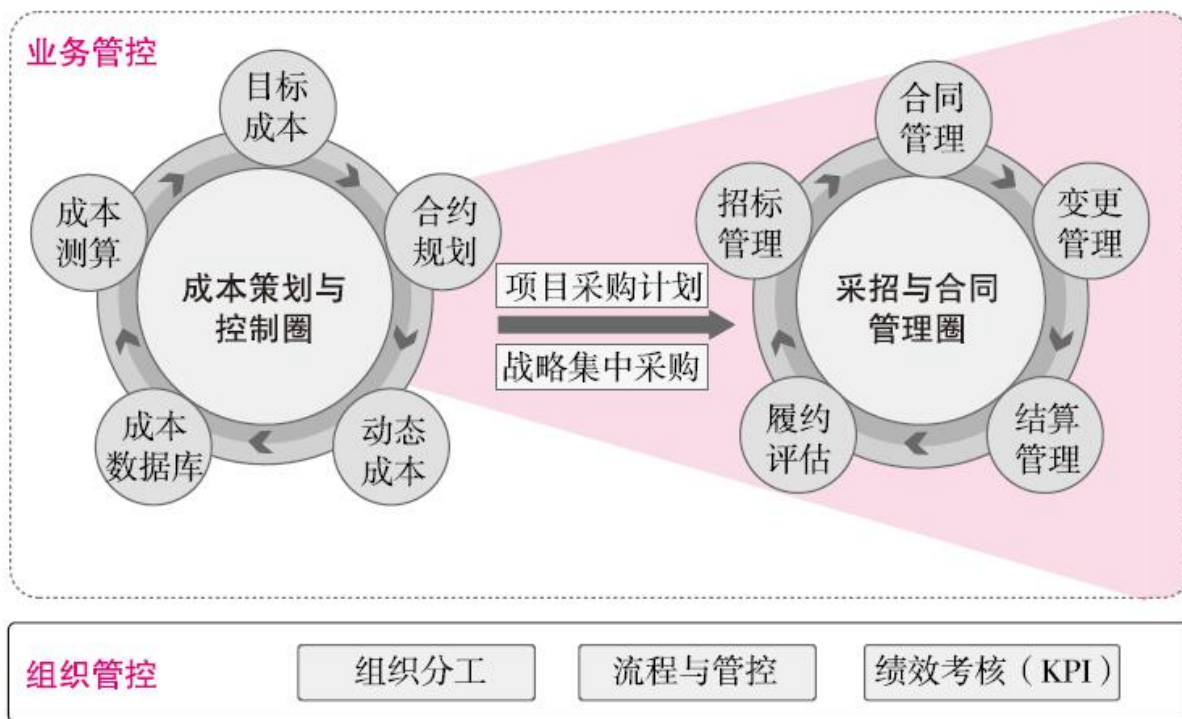 业务管控
目标
成本
成本
测算
合约
规划
成本策划与
控制圈
成本
数据库
动态
成本
项目采购计划
战略集中采购
合同
管理
招标
管理
变更
管理
采招与合同
管理圈
履约
评估
结算
管理
组织管控
组织分工
流程与管控
绩效考核（KPI）